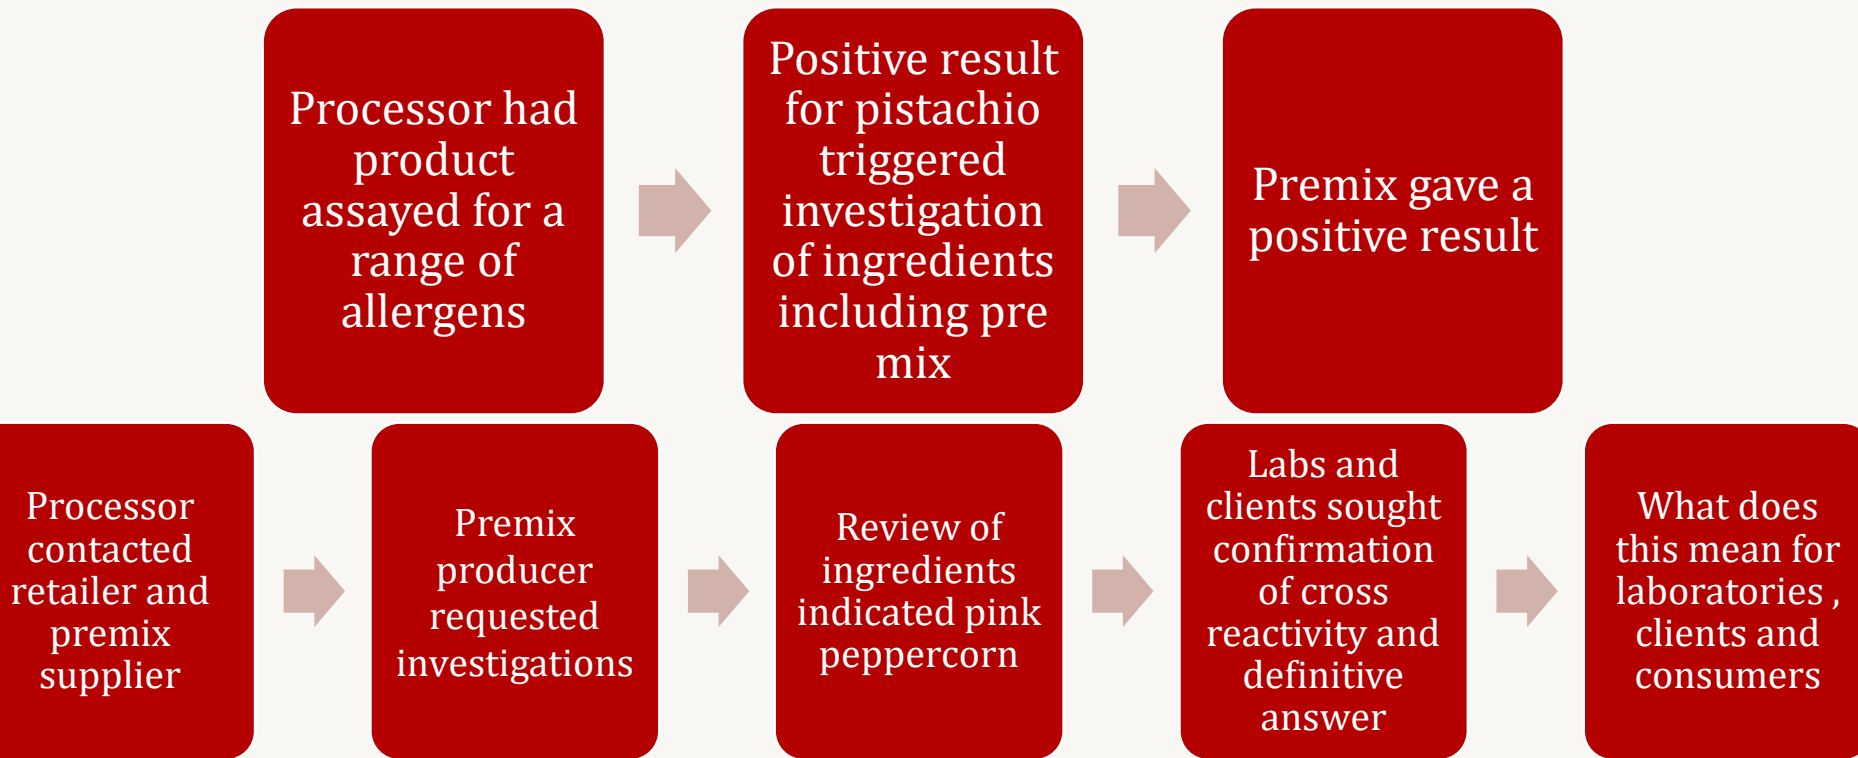 Processor had
product
assayed for a
range of
allergens
Positive result
for pistachio
triggered
investigation
of ingredients
including pre
mix
Premix gave a
positive result
Processor
contacted
retailer and
premix
supplier
Premix
producer
requested
investigations
Review of
ingredients
indicated pink
peppercorn
Labs and
clients sought
confirmation
of cross
reactivity and
definitive
answer
What does
this mean for
laboratories ,
clients and
consumers